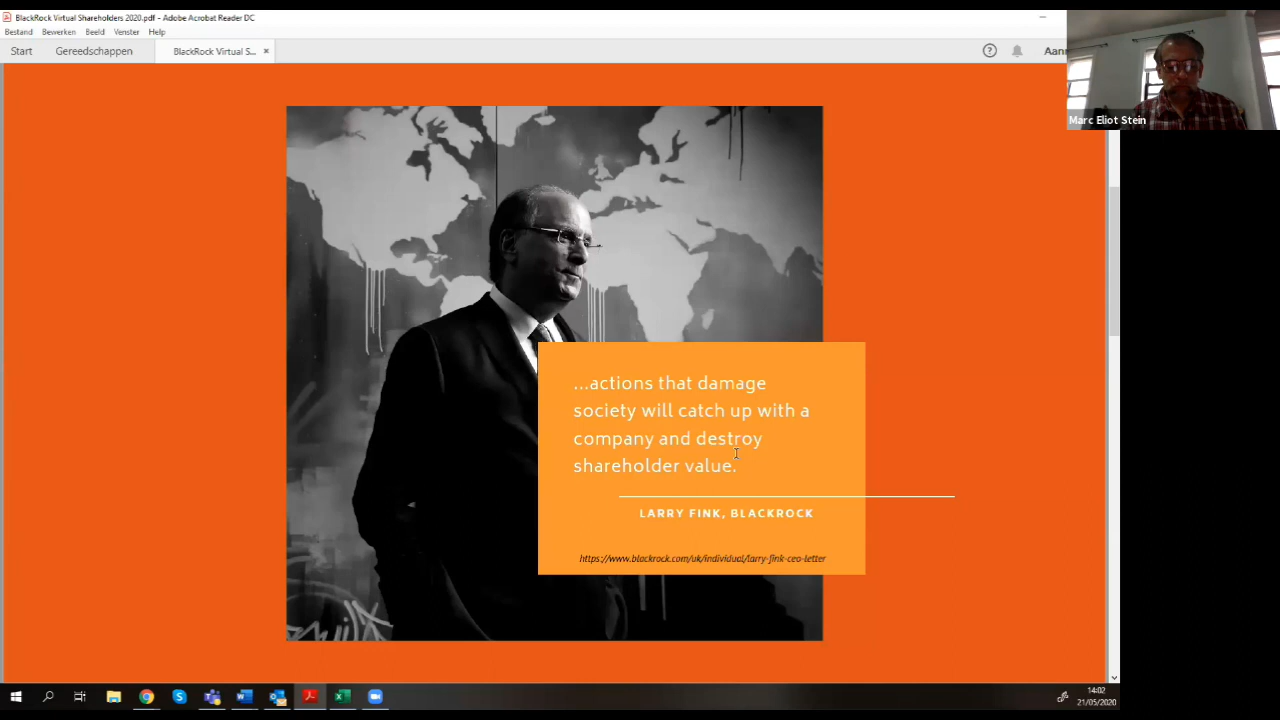 BlackRock Virtual Shareholders 2020.pdf - Adobe Acrobat Reader DC
Bestand Bewerken Beeld Venster Help
Start Gereedschappen BlackRock Virtual S... × ?
Marc Eliot Stein
...actions that damage
society will catch up with a
company and destroy
shareholder value.
LARRY FINK, BLACKROCK
https://www.blackrock.com/uk/individual/larry-fink-ceo-letter
14:02
21/05/2020